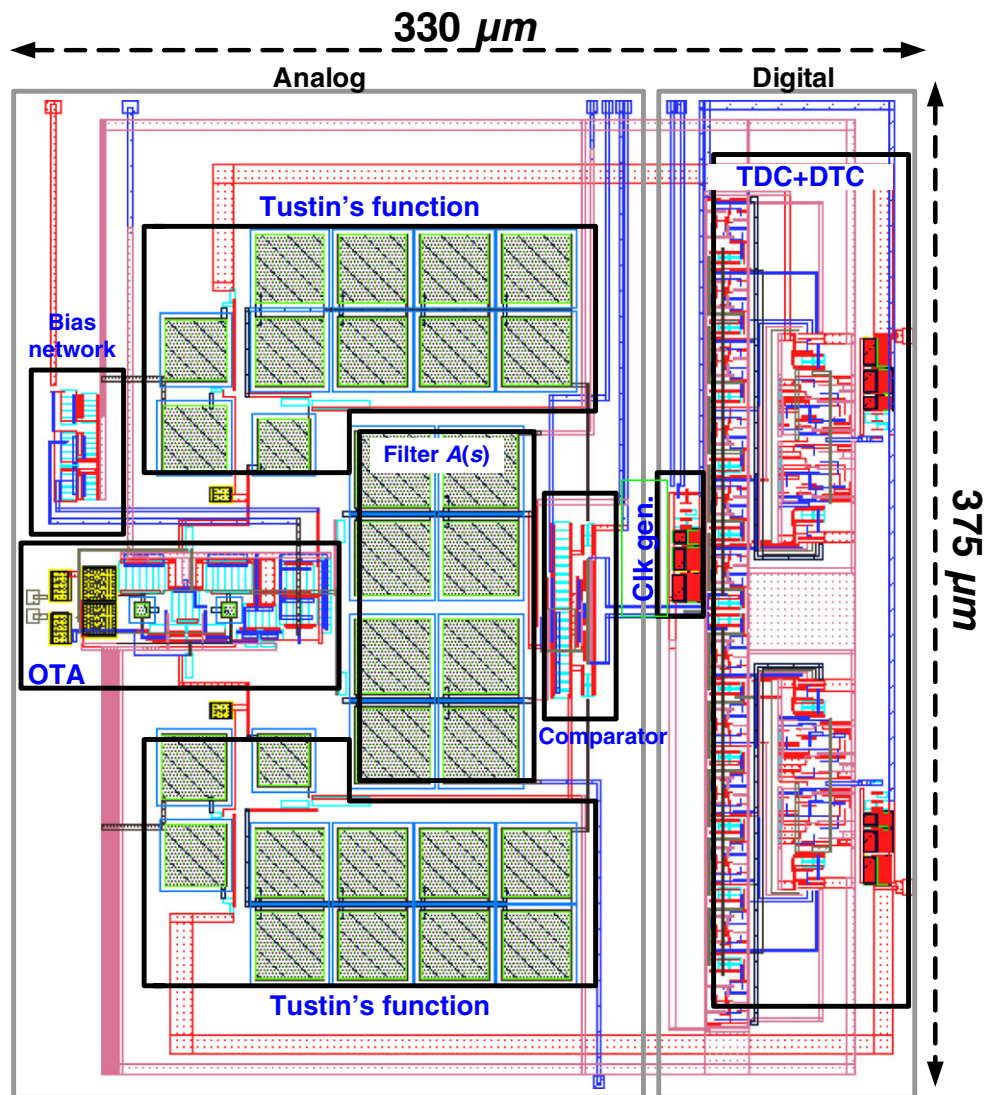 330 μm
Analog
Digital
TDC+DTC
Tustin's function
Bias
network
Filter A(s)
Clk gen.
375 μm
OTA
Comparator
Tustin's function